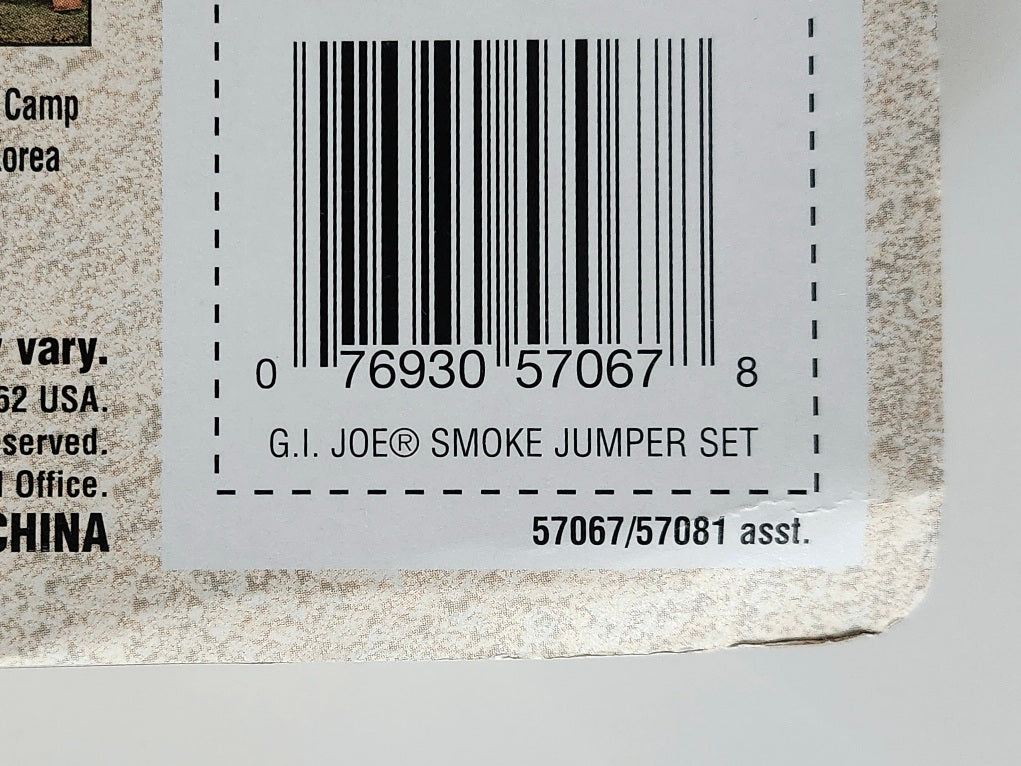 Camp
orea
vary.
62 USA.
served.
Office.
CHINA
0 76930 57067 8
G.I. JOE® SMOKE JUMPER SET
57067/57081 asst.